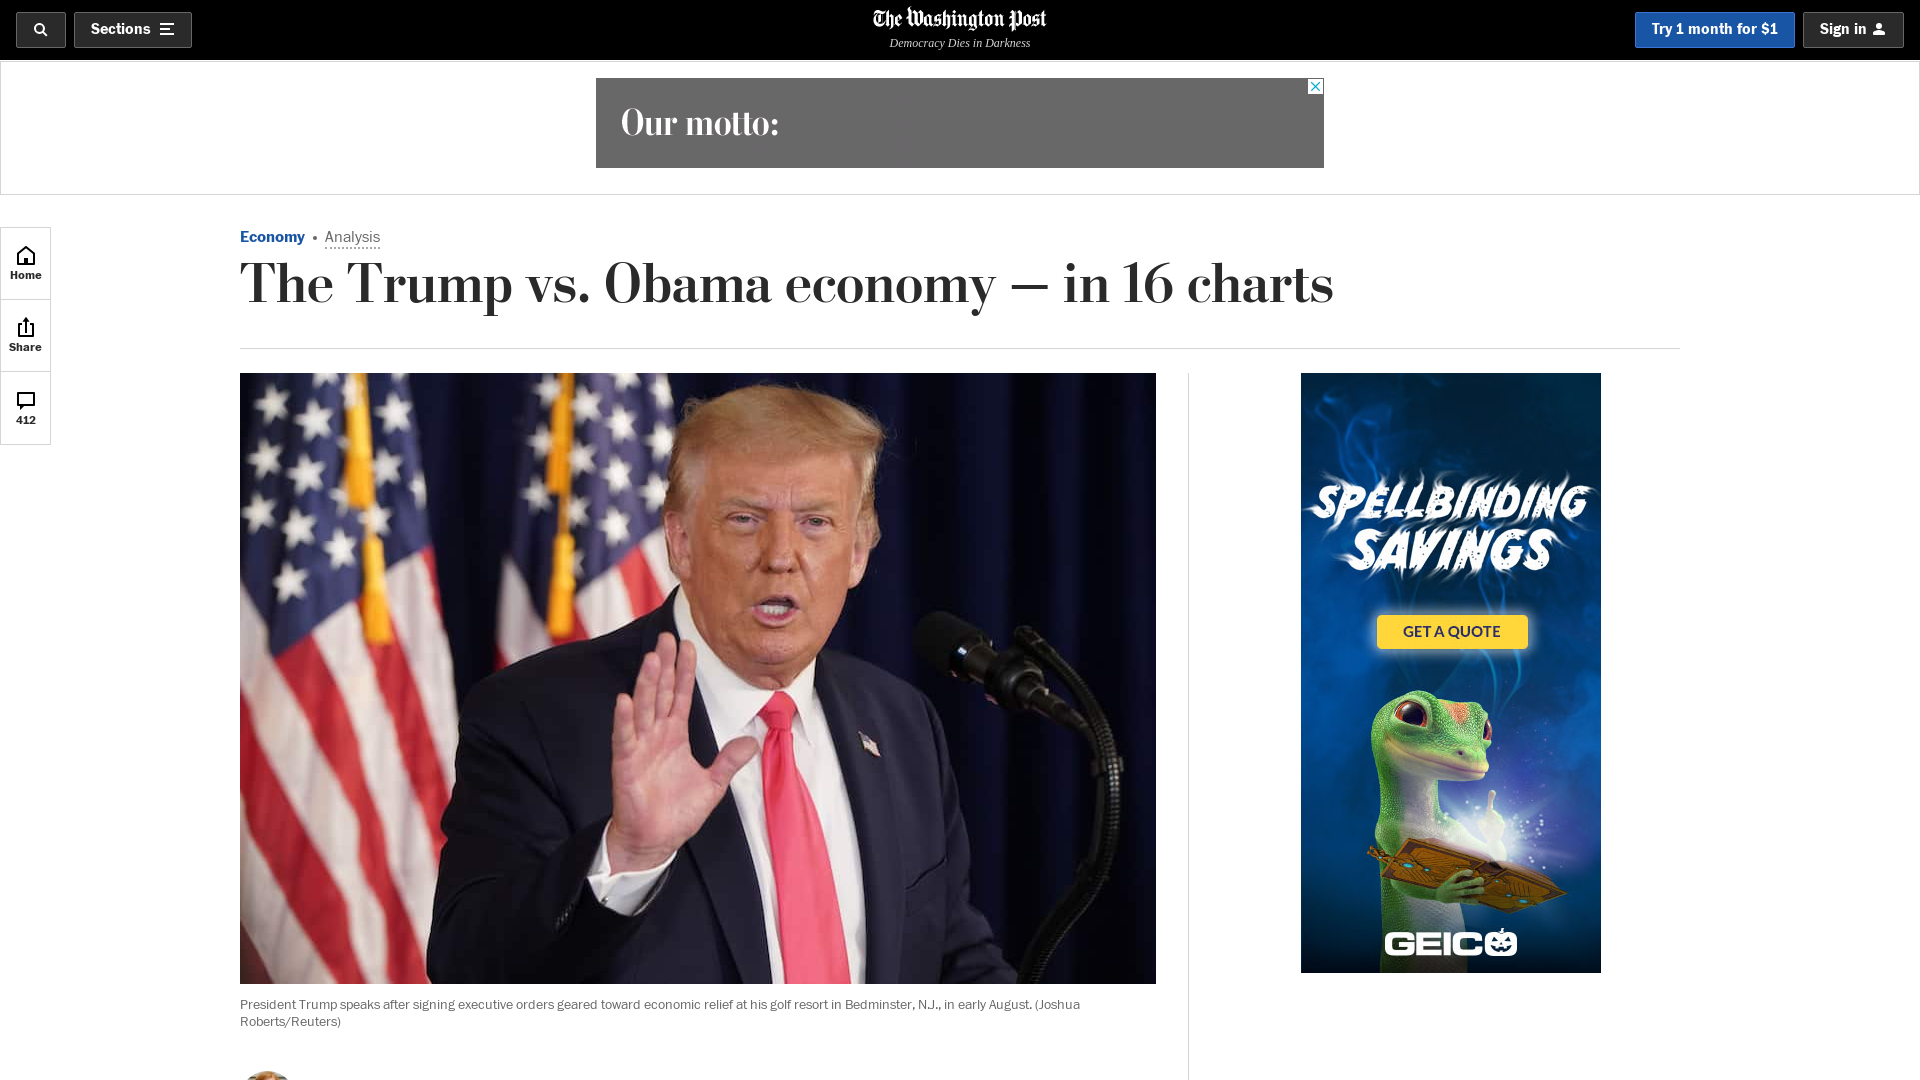 Sections
The Washington Post
Democracy Dies in Darkness
Try 1 month for $1
Sign in
Our motto:
Home
Share
412
Economy • Analysis
The Trump vs. Obama economy — in 16 charts
SPELLBINDING
SAVINGS
GET A QUOTE
GEICO
President Trump speaks after signing executive orders geared toward economic relief at his golf resort in Bedminster, N.J., in early August. (Joshua
Roberts/Reuters)